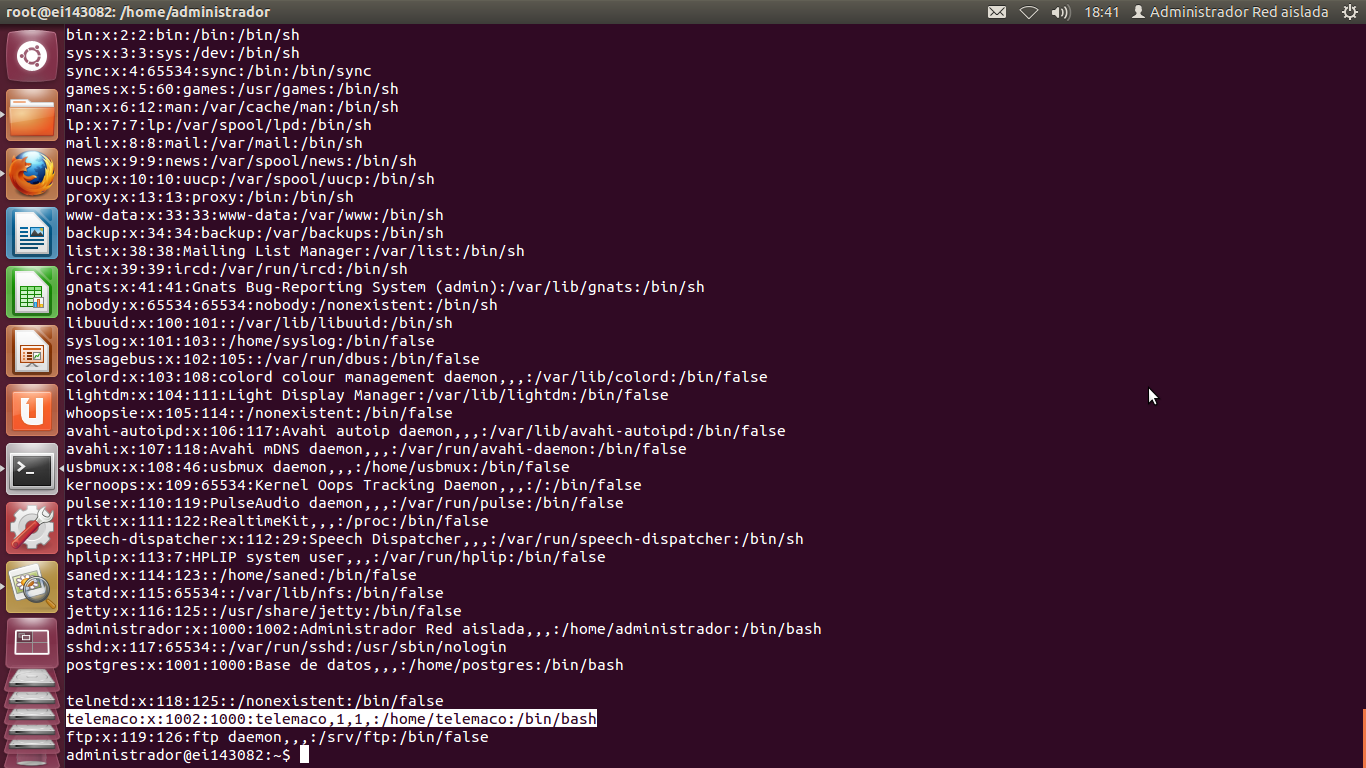 root@ei143082: /home/administrador
18:41
Administrador Red aislada
bin:x:2:2:bin:/bin:/bin/sh
sys:x:3:3:sys:/dev:/bin/sh
sync:x:4:65534:sync:/bin:/bin/sync
games:x:5:60:games:/usr/games:/bin/sh
man:x:6:12:man:/var/cache/man:/bin/sh
lp:x:7:7:lp:/var/spool/lpd:/bin/sh
mail:x:8:8:mail:/var/mail:/bin/sh
news:x:9:9:news:/var/spool/news:/bin/sh
uucp:x:10:10:uucp:/var/spool/uucp:/bin/sh
proxy:x:13:13:proxy:/bin:/bin/sh
www-data:x:33:33:www-data:/var/www:/bin/sh
backup:x:34:34:backup:/var/backups:/bin/sh
list:x:38:38:Mailing List Manager:/var/list:/bin/sh
irc:x:39:39:ircd:/var/run/ircd:/bin/sh
gnats:x:41:41:Gnats Bug-Reporting System (admin):/var/lib/gnats:/bin/sh
nobody:x:65534:65534:nobody:/nonexistent:/bin/sh
libuuid:x:100:101::/var/lib/libuuid:/bin/sh
syslog:x:101:103::/home/syslog:/bin/false
messagebus:x:102:105::/var/run/dbus:/bin/false
colord:x:103:108:colord colour management daemon,,,:/var/lib/colord:/bin/false
lightdm:x:104:111:Light Display Manager:/var/lib/lightdm:/bin/false
whoopsie:x:105:114::/nonexistent:/bin/false
avahi-autoipd:x:106:117:Avahi autoip daemon,,,:/var/lib/avahi-autoipd:/bin/false
avahi:x:107:118:Avahi mDNS daemon,,,:/var/run/avahi-daemon:/bin/false
usbmux:x:108:46:usbmux daemon,,,:/home/usbmux:/bin/false
kernoops:x:109:65534:Kernel Oops Tracking Daemon,,,:/:/bin/false
pulse:x:110:119:PulseAudio daemon,,,:/var/run/pulse:/bin/false
rtkit:x:111:122:RealtimeKit,,,:/proc:/bin/false
speech-dispatcher:x:112:29:Speech Dispatcher,,,:/var/run/speech-dispatcher:/bin/sh
hplip:x:113:7:HPLIP system user,,,:/var/run/hplip:/bin/false
saned:x:114:123::/home/saned:/bin/false
statd:x:115:65534::/var/lib/nfs:/bin/false
jetty:x:116:125::/usr/share/jetty:/bin/false
administrador:x:1000:1002:Administrador Red aislada,,,:/home/administrador:/bin/bash
sshd:x:117:65534::/var/run/sshd:/usr/sbin/nologin
postgres:x:1001:1000:Base de datos,,,:/home/postgres:/bin/bash
telnetd:x:118:125::/nonexistent:/bin/false
telemaco:x:1002:1000:telemaco,1,1,:/home/telemaco:/bin/bash
ftp:x:119:126:ftp daemon,,,:/srv/ftp:/bin/false
administrador@ei143082:~$